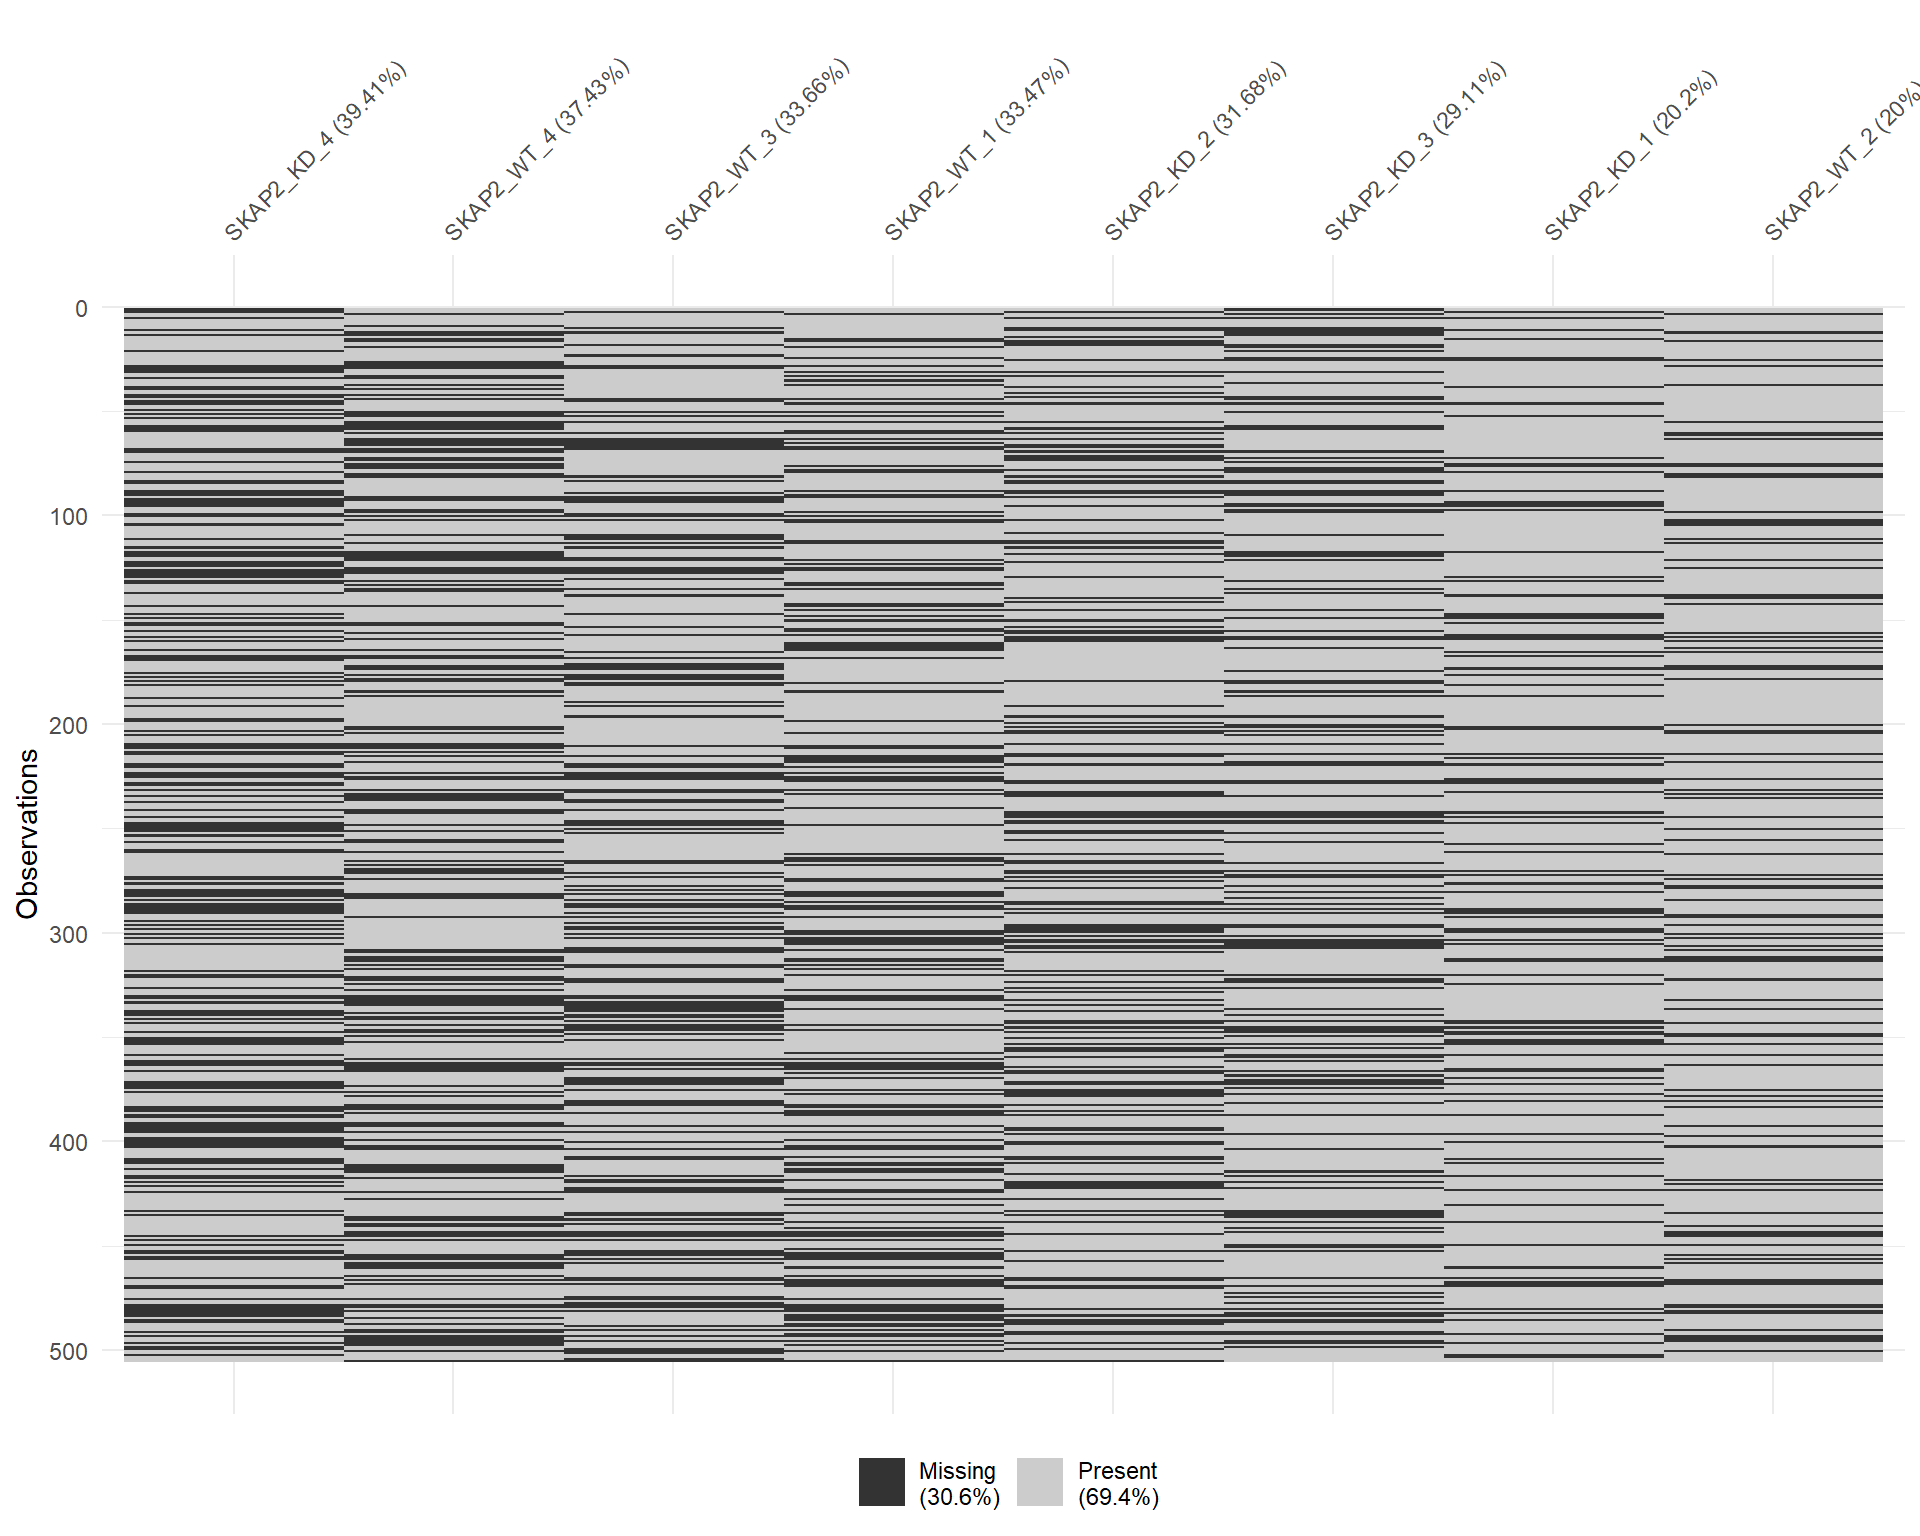 SKAP2_KD_4 (39.41%)
SKAP2_WT_4 (37.43%)
SKAP2_WT_3 (33.66%)
SKAP2_WT_1 (33.47%)
SKAP2_KD_2 (31.68%)
SKAP2_KD_3 (29.11%)
SKAP2_KD_1 (20.2%)
SKAP2_WT_2 (20%)
0
100
200
300
400
500
Observations
Missing
(30.6%)
Present
(69.4%)